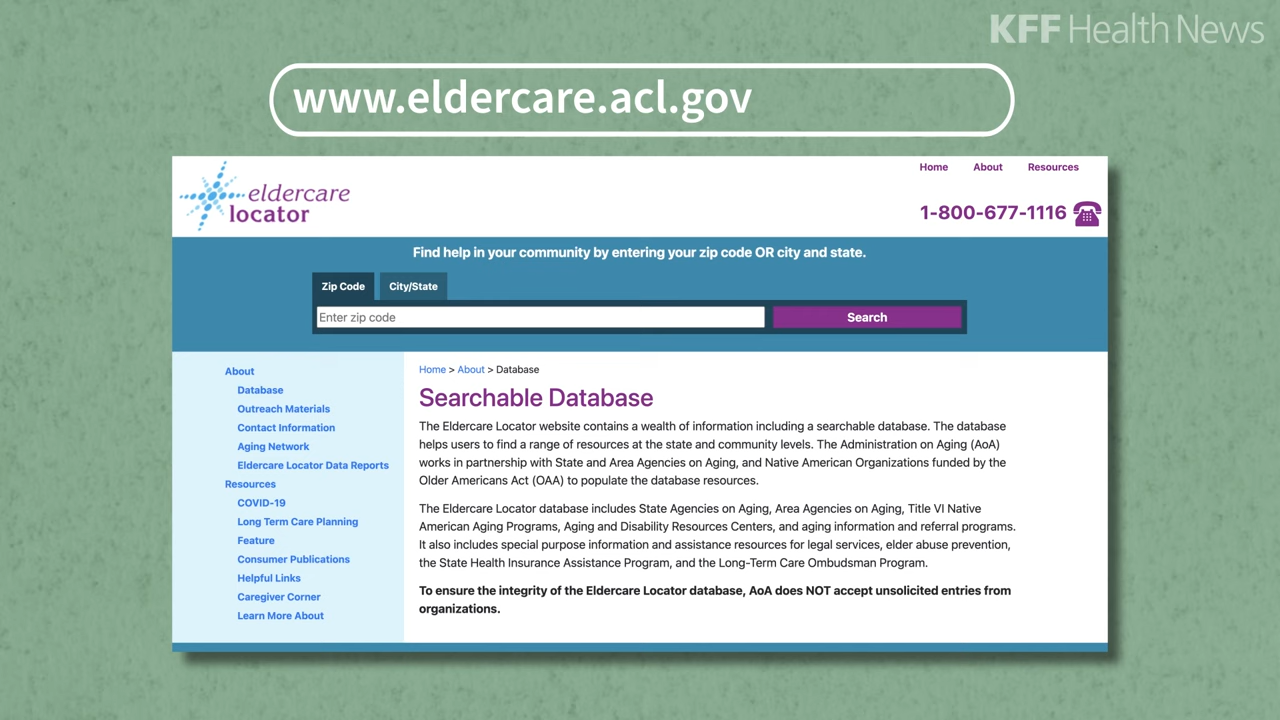 KFF Health News
www.eldercare.acl.gov
eldercare
locator
Home About Resources
1-800-677-1116
Find help in your community by entering your zip code OR city and state.
Zip Code City/State
Enter zip code Search
About
Database
Outreach Materials
Contact Information
Aging Network
Eldercare Locator Data Reports
Resources
COVID-19
Long Term Care Planning
Feature
Consumer Publications
Helpful Links
Caregiver Corner
Learn More About
Home > About > Database
Searchable Database
The Eldercare Locator website contains a wealth of information including a searchable database. The database
helps users to find a range of resources at the state and community levels. The Administration on Aging (AoA)
works in partnership with State and Area Agencies on Aging, and Native American Organizations funded by the
Older Americans Act (OAA) to populate the database resources.
The Eldercare Locator database includes State Agencies on Aging, Area Agencies on Aging, Title VI Native
American Aging Programs, Aging and Disability Resources Centers, and aging information and referral programs.
It also includes special purpose information and assistance resources for legal services, elder abuse prevention,
the State Health Insurance Assistance Program, and the Long-Term Care Ombudsman Program.
To ensure the integrity of the Eldercare Locator database, AoA does NOT accept unsolicited entries from
organizations.